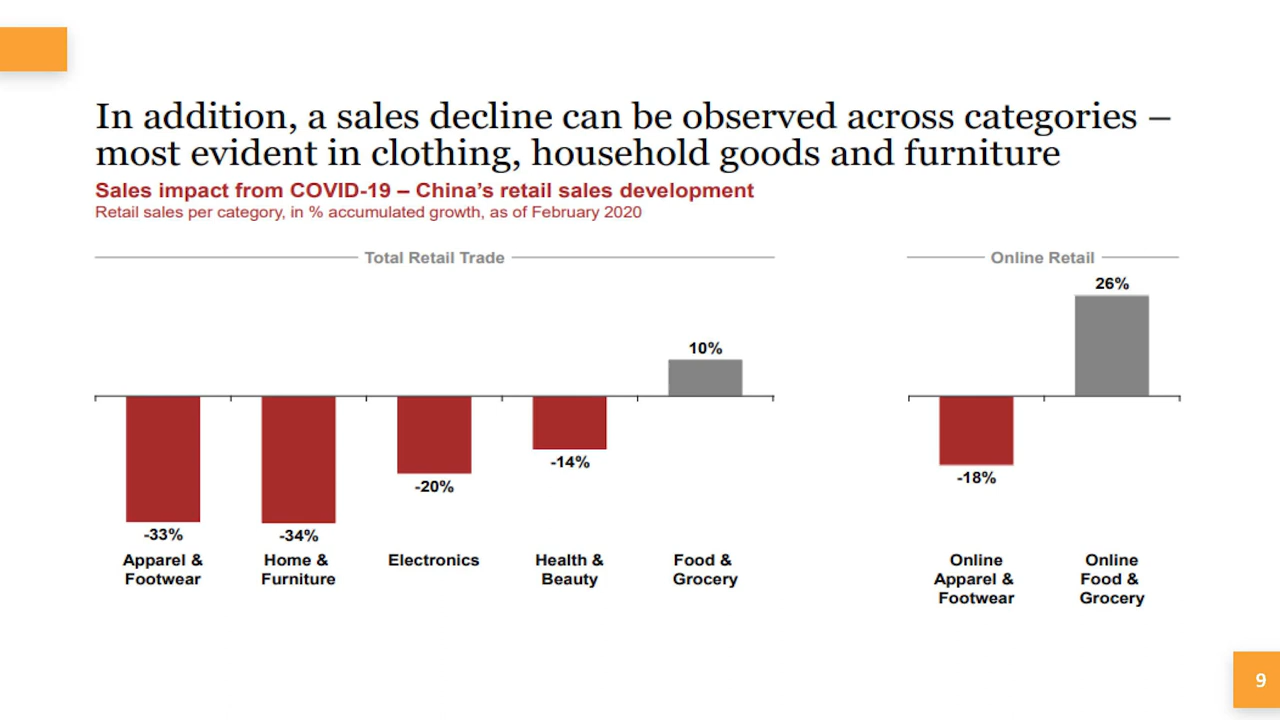 In addition, a sales decline can be observed across categories –
most evident in clothing, household goods and furniture
Sales impact from COVID-19 – China's retail sales development
Retail sales per category, in % accumulated growth, as of February 2020
Total Retail Trade
-33%
-34%
-20%
-14%
10%
Apparel &
Footwear
Home &
Furniture
Electronics
Health &
Beauty
Food &
Grocery
Online Retail
-18%
26%
Online
Apparel &
Footwear
Online
Food &
Grocery
9